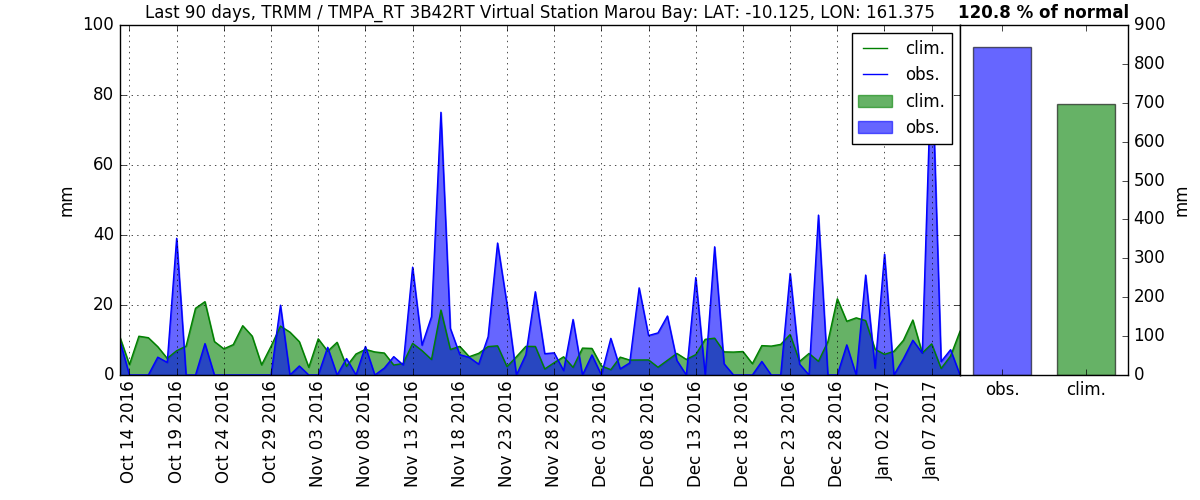 Last 90 days, TRMM / TMPA_RT 3B42RT Virtual Station Marou Bay: LAT: -10.125, LON: 161.375
120.8 % of normal
100
80
60
40
20
0
mm
clim.
obs.
clim.
obs.
Oct 14 2016
Oct 19 2016
Oct 24 2016
Oct 29 2016
Nov 03 2016
Nov 08 2016
Nov 13 2016
Nov 18 2016
Nov 23 2016
Nov 28 2016
Dec 03 2016
Dec 08 2016
Dec 13 2016
Dec 18 2016
Dec 23 2016
Dec 28 2016
Jan 02 2017
Jan 07 2017
900
800
700
600
500
400
300
200
100
0
mm
obs.
clim.